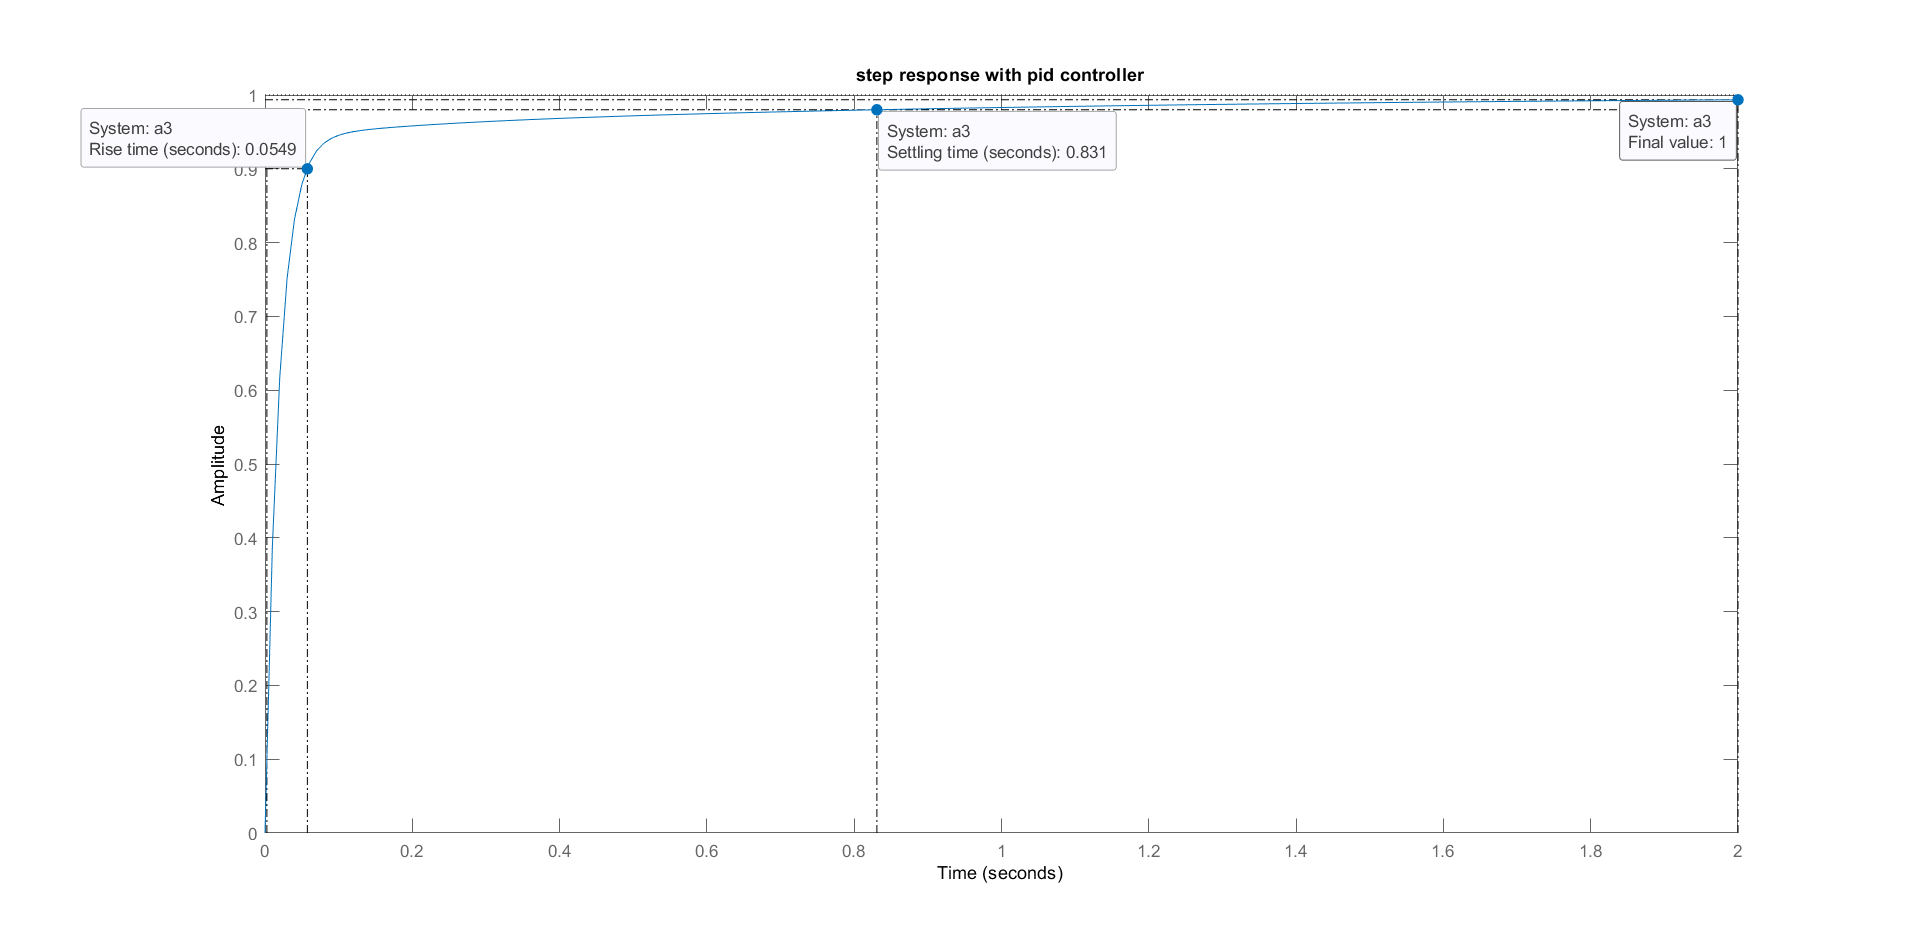 step response with pid controller
System: a3
Rise time (seconds): 0.0549
System: a3
Settling time (seconds): 0.831
System: a3
Final value: 1
Amplitude
1
0.9
0.8
0.7
0.6
0.5
0.4
0.3
0.2
0.1
0
0 0.2 0.4 0.6 0.8 1 1.2 1.4 1.6 1.8 2
Time (seconds)